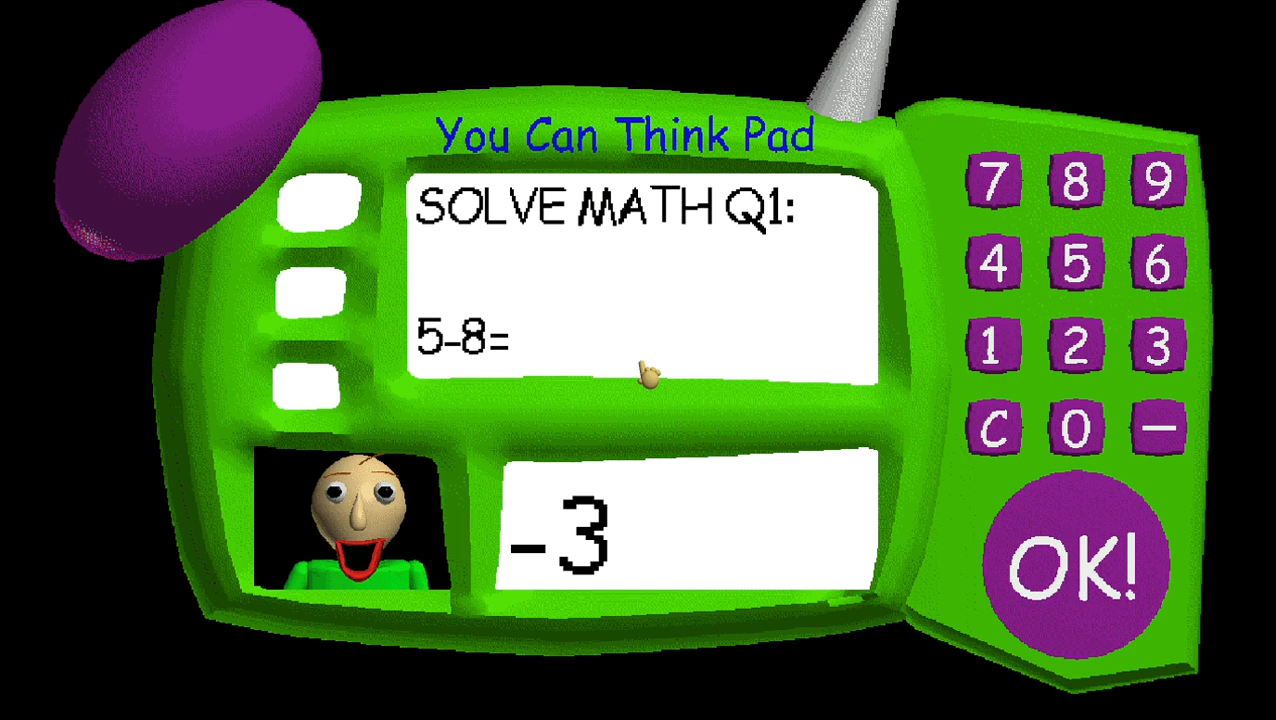 You Can Think Pad
SOLVE MATH Q1:
5-8=
-3
7 8 9
4 5 6
1 2 3
C 0 -
OK!